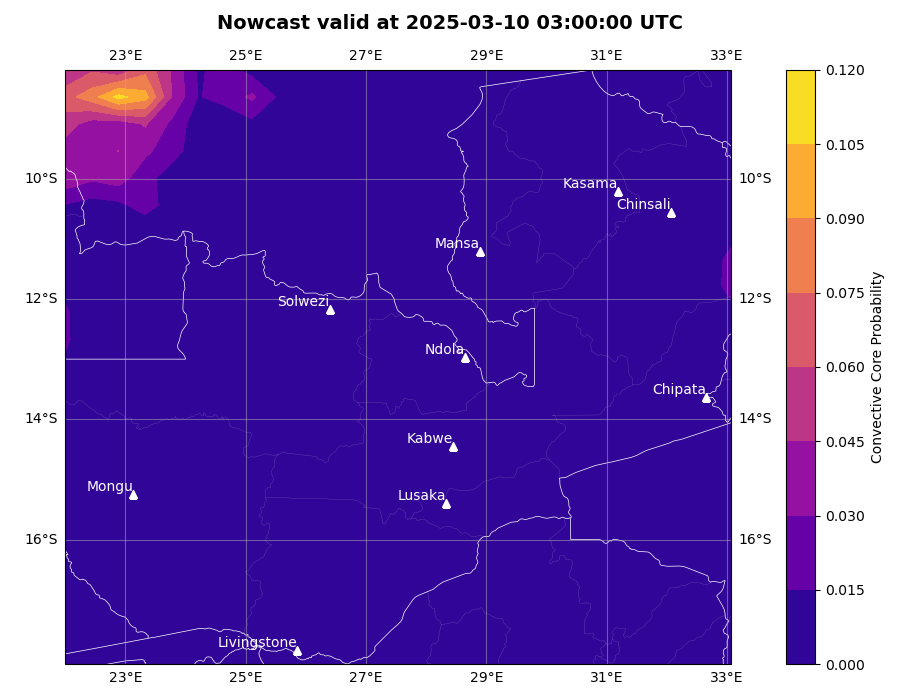 Nowcast valid at 2025-03-10 03:00:00 UTC
23°E 25°E 27°E 29°E 31°E 33°E
0.120
0.105
10°S 10°S
Kasama
Chinsali
0.090
Mansa
0.075
12°S 12°S
Solwezi
Ndola
0.060
Chipata
Convective Core Probability
14°S 14°S
Kabwe
0.045
Mongu
Lusaka
0.030
16°S 16°S
0.015
Livingstone
0.000
23°E 25°E 27°E 29°E 31°E 33°E